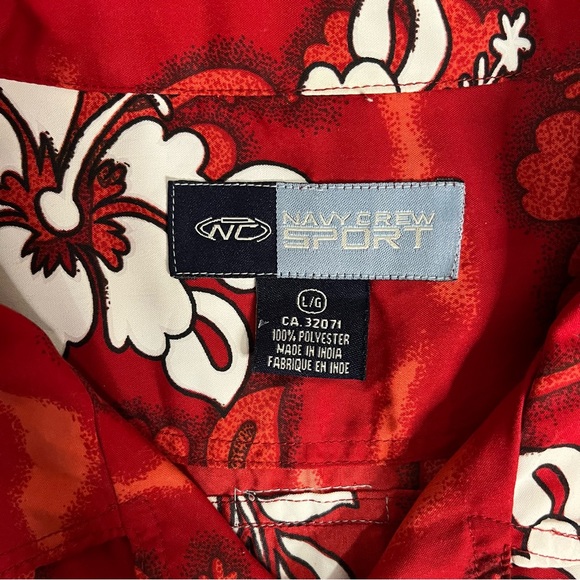 NC
NAVY CREW
SPORT
L/G
CA. 32071
100% POLYESTER
MADE IN INDIA
FABRIQUE EN INDE